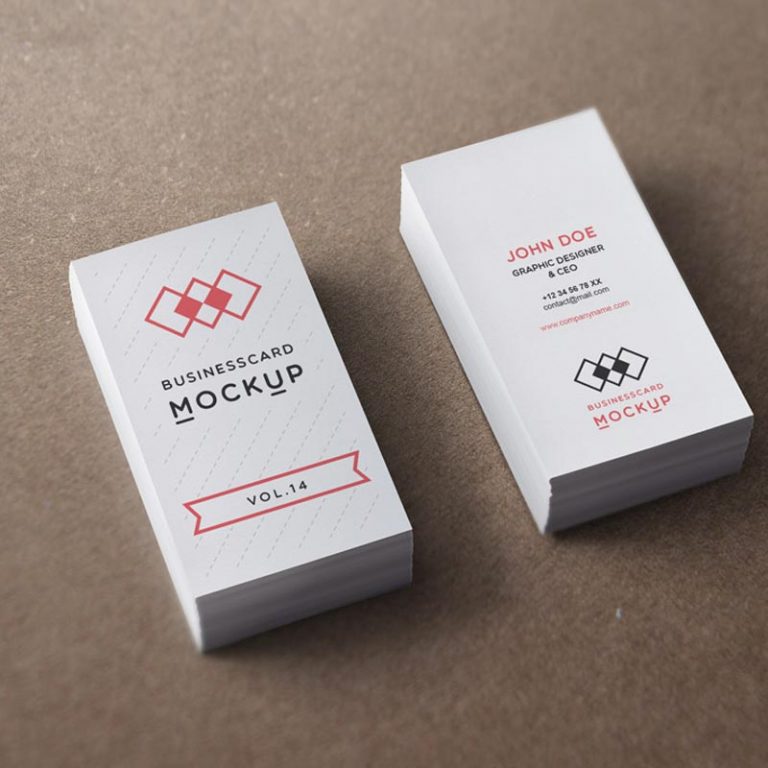 BUSINESSCARD
MOCKUP
VOL.14
JOHN DOE
GRAPHIC DESIGNER
& CEO
+12 34 56 78 XX
contact@mail.com
www.companyname.com
BUSINESSCARD
MOCKUP